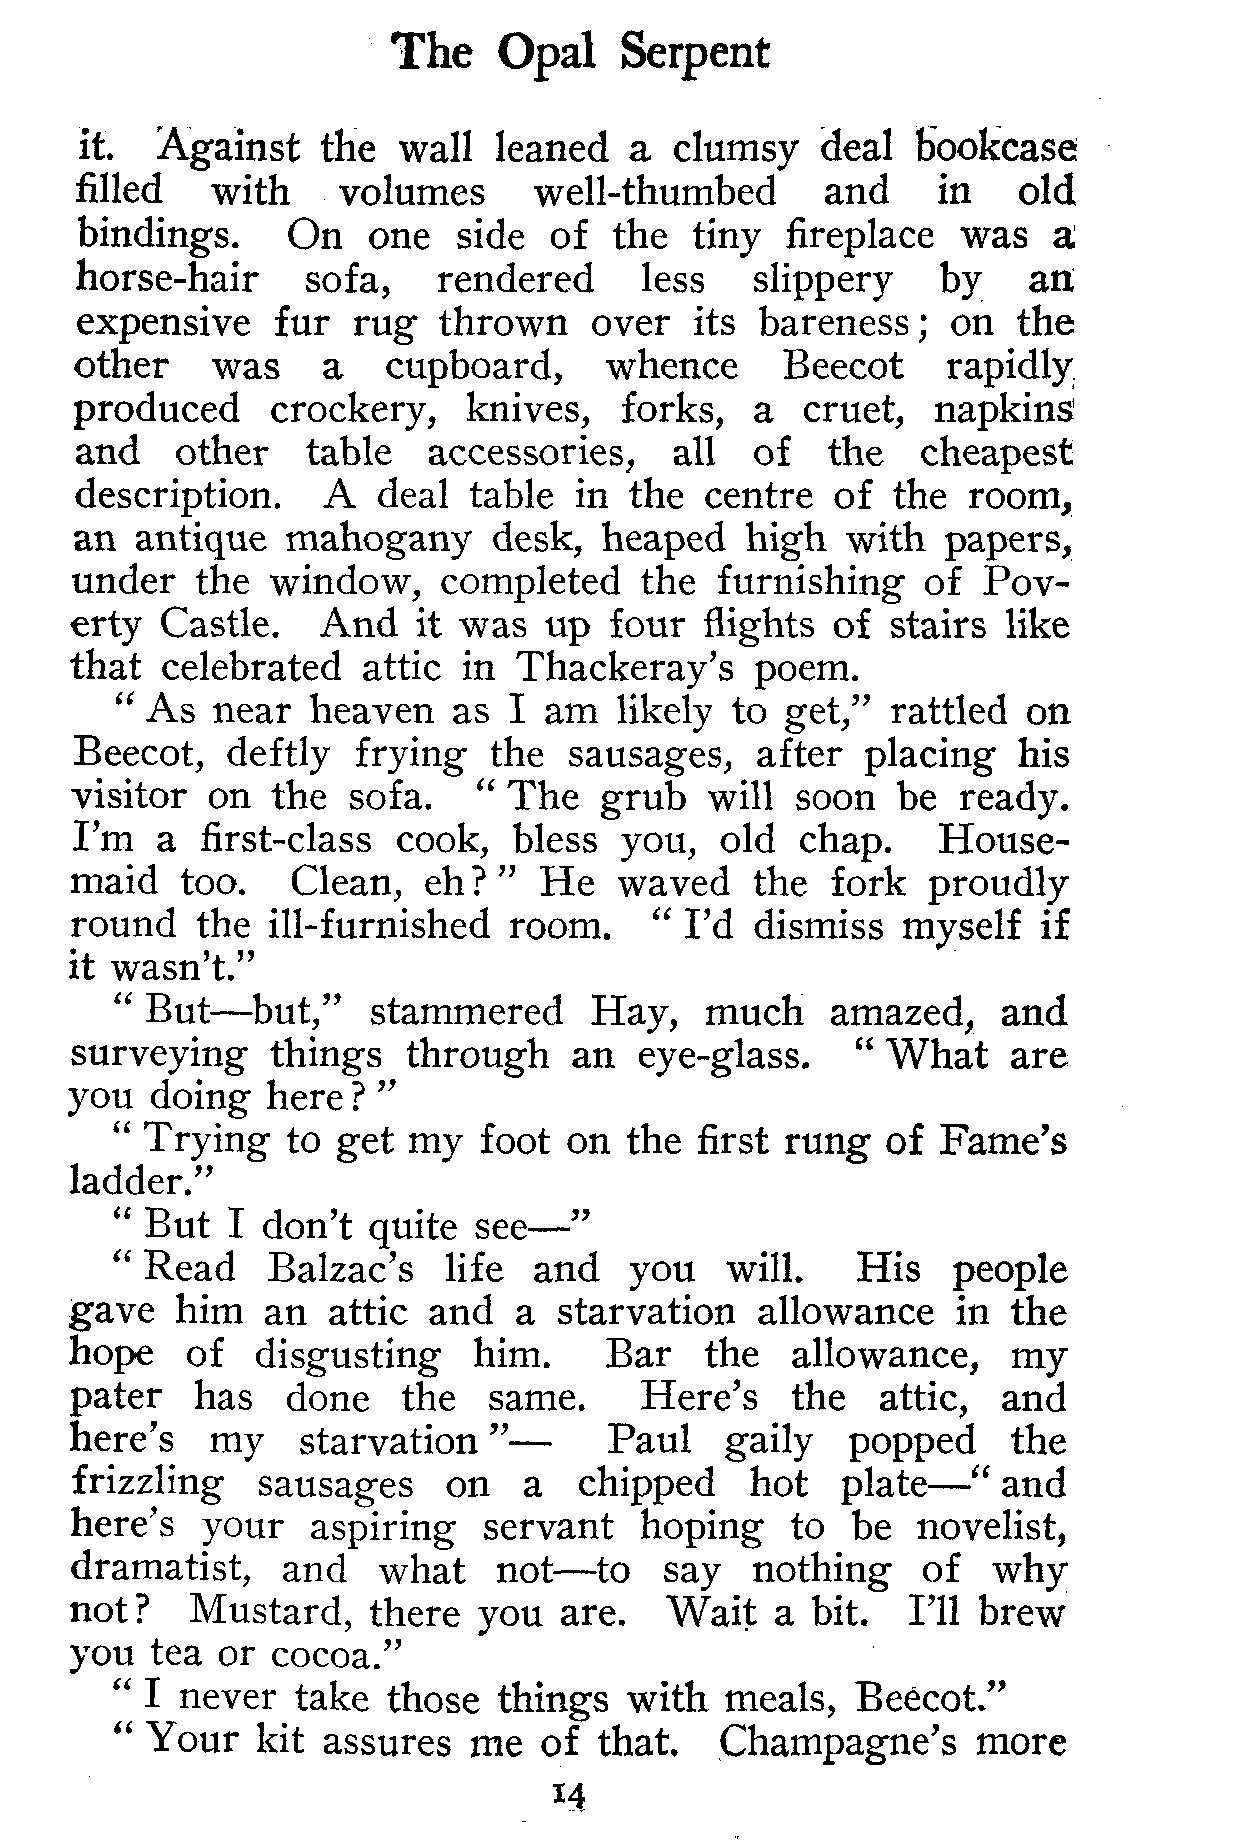 The Opal Serpent
it. Against the wall leaned a clumsy deal bookcase
filled with volumes well-thumbed and in old
bindings. On one side of the tiny fireplace was a
horse-hair sofa, rendered less slippery by an
expensive fur rug thrown over its bareness; on the
other was a cupboard, whence Beecot rapidly
produced crockery, knives, forks, a cruet, napkins
and other table accessories, all of the cheapest
description. A deal table in the centre of the room,
an antique mahogany desk, heaped high with papers,
under the window, completed the furnishing of Pov-
erty Castle. And it was up four flights of stairs like
that celebrated attic in Thackeray's poem.
"As near heaven as I am likely to get," rattled on
Beecot, deftly frying the sausages, after placing his
visitor on the sofa. "The grub will soon be ready.
I'm a first-class cook, bless you, old chap. House-
maid too. Clean, eh?" He waved the fork proudly
round the ill-furnished room. "I'd dismiss myself if
it wasn't."
"But—but," stammered Hay, much amazed, and
surveying things through an eye-glass. "What are
you doing here?"
"Trying to get my foot on the first rung of Fame's
ladder."
"But I don't quite see—"
"Read Balzac's life and you will. His people
gave him an attic and a starvation allowance in the
hope of disgusting him. Bar the allowance, my
pater has done the same. Here's the attic, and
here's my starvation"— Paul gaily popped the
frizzling sausages on a chipped hot plate—"and
here's your aspiring servant hoping to be novelist,
dramatist, and what not—to say nothing of why
not? Mustard, there you are. Wait a bit. I'll brew
you tea or cocoa."
"I never take those things with meals, Beecot."
"Your kit assures me of that. Champagne's more
14